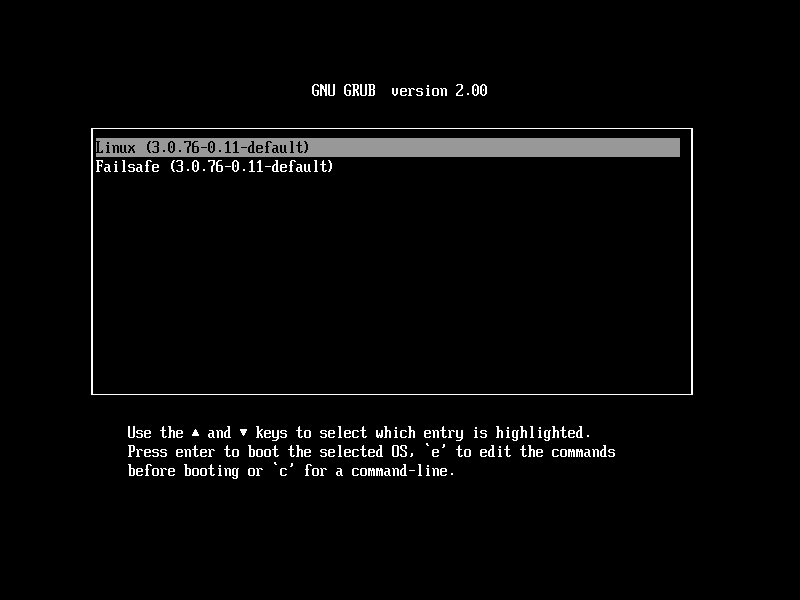 GNU GRUB  version 2.00
Linux (3.0.76-0.11-default)
Failsafe (3.0.76-0.11-default)
Use the ▲ and ▼ keys to select which entry is highlighted.
Press enter to boot the selected OS, `e' to edit the commands
before booting or `c' for a command-line.